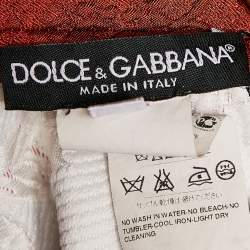 DOLCE & GABBANA
MADE IN ITALY
NO WASH IN WATER-NO BLEACH-NO
TUMBLER-COOL IRON-LIGHT DRY
CLEANING